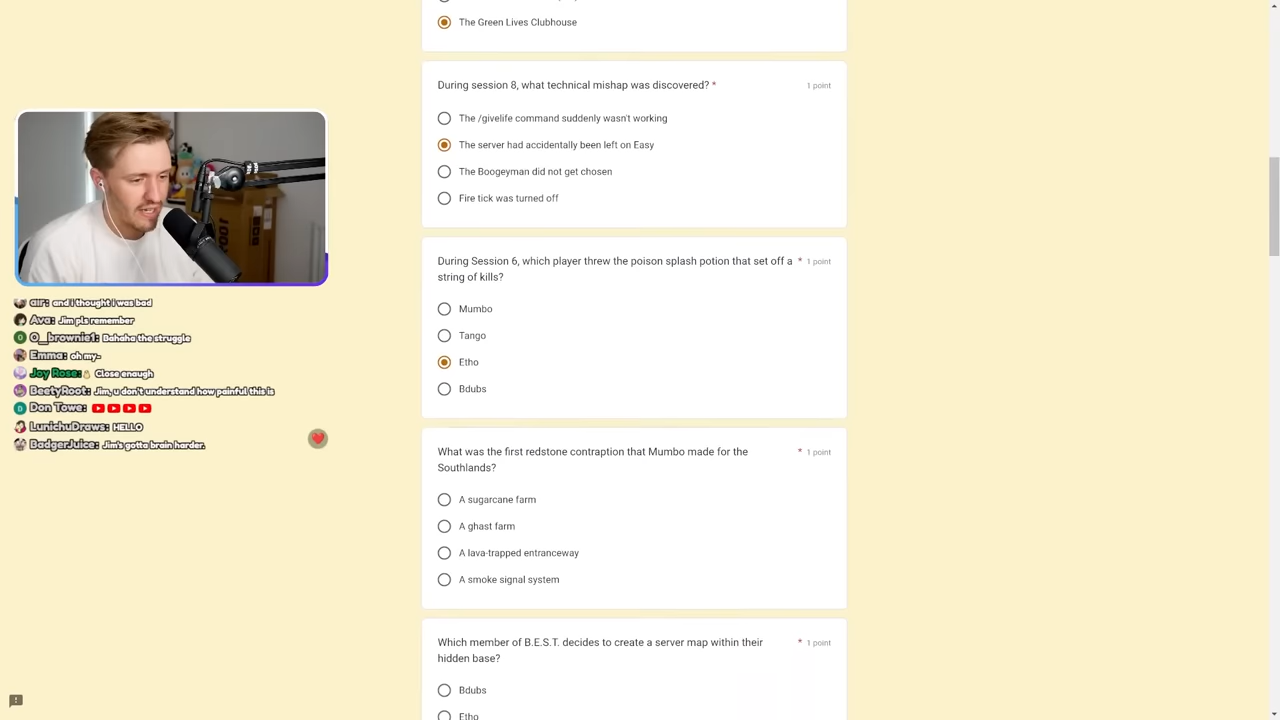 The Green Lives Clubhouse
During session 8, what technical mishap was discovered? *
1 point
The /givelife command suddenly wasn't working
The server had accidentally been left on Easy
The Boogeyman did not get chosen
Fire tick was turned off
During Session 6, which player threw the poison splash potion that set off a * 1 point
string of kills?
Mumbo
Tango
Etho
Bdubs
What was the first redstone contraption that Mumbo made for the * 1 point
Southlands?
A sugarcane farm
A ghast farm
A lava-trapped entranceway
A smoke signal system
Which member of B.E.S.T. decides to create a server map within their * 1 point
hidden base?
Bdubs
Etho
and i thought i was bad
Ava: Jim pls remember
O__brownie1: Bahaha the struggle
Emma: oh my-
Joy Rose: Close enough
BeetyRoot: Jim, u don't understand how painful this is
Don Towe:
LunichuDraws: HELLO
BadgerJuice: Jim's gotta brain harder.